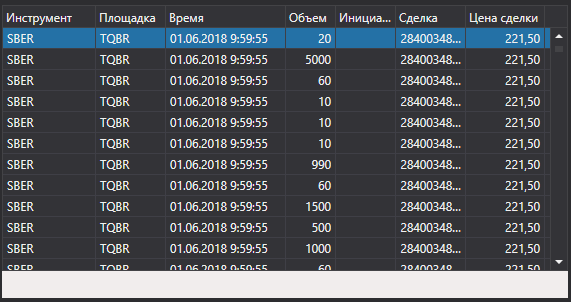 Инструмент Площадка Время Объем Инициа... Сделка Цена сделки
SBER TQBR 01.06.2018 9:59:55 20 28400348... 221,50
SBER TQBR 01.06.2018 9:59:55 5000 28400348... 221,50
SBER TQBR 01.06.2018 9:59:55 60 28400348... 221,50
SBER TQBR 01.06.2018 9:59:55 10 28400348... 221,50
SBER TQBR 01.06.2018 9:59:55 10 28400348... 221,50
SBER TQBR 01.06.2018 9:59:55 10 28400348... 221,50
SBER TQBR 01.06.2018 9:59:55 990 28400348... 221,50
SBER TQBR 01.06.2018 9:59:55 60 28400348... 221,50
SBER TQBR 01.06.2018 9:59:55 1500 28400348... 221,50
SBER TQBR 01.06.2018 9:59:55 500 28400348... 221,50
SBER TQBR 01.06.2018 9:59:55 1000 28400348... 221,50
SBER TQBR 01.06.2018 9:59:55 60 28400348... 221,50